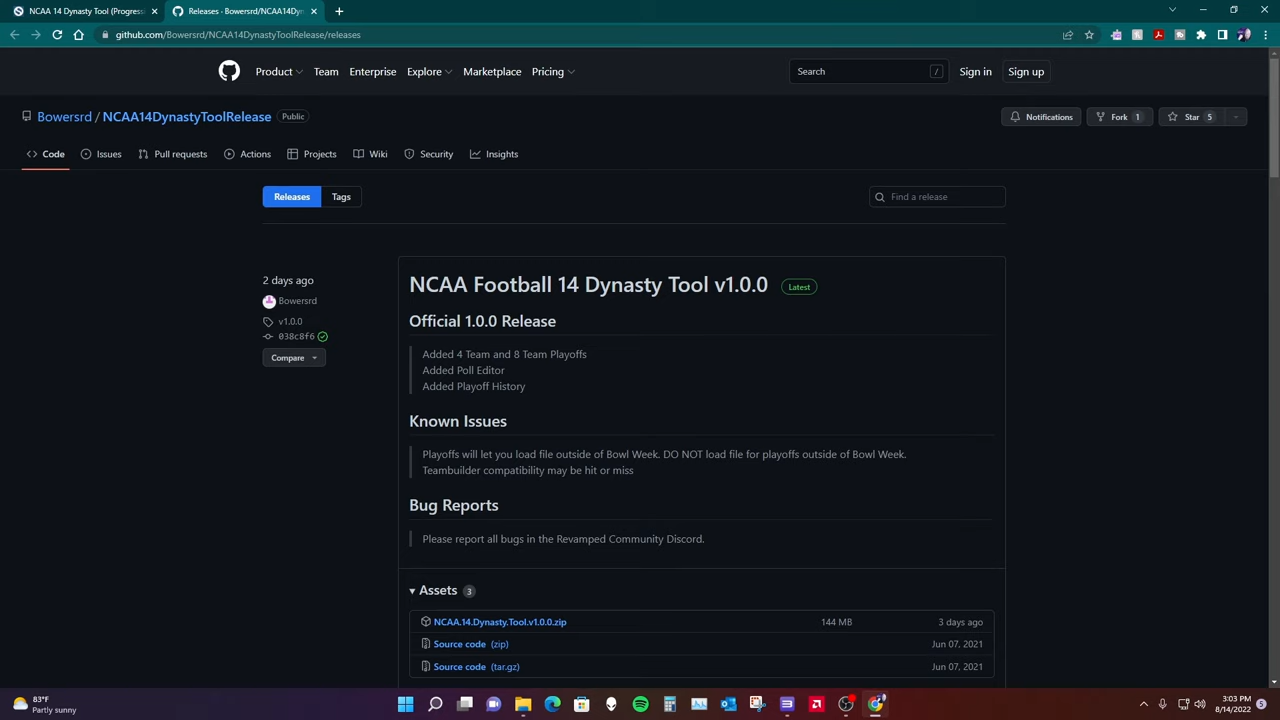 NCAA 14 Dynasty Tool (Progress
Releases · Bowersrd/NCAA14Dyn
github.com/Bowersrd/NCAA14DynastyToolRelease/releases
Product Team Enterprise Explore Marketplace Pricing Search / Sign in Sign up
Bowersrd / NCAA14DynastyToolRelease Public
Notifications Fork 1 Star 5
Code Issues Pull requests Actions Projects Wiki Security Insights
Releases Tags Find a release
2 days ago
Bowersrd
v1.0.0
038c8f6
Compare
NCAA Football 14 Dynasty Tool v1.0.0 Latest
Official 1.0.0 Release
Added 4 Team and 8 Team Playoffs
Added Poll Editor
Added Playoff History
Known Issues
Playoffs will let you load file outside of Bowl Week. DO NOT load file for playoffs outside of Bowl Week.
Teambuilder compatibility may be hit or miss
Bug Reports
Please report all bugs in the Revamped Community Discord.
Assets 3
NCAA.14.Dynasty.Tool.v1.0.0.zip 144 MB 3 days ago
Source code (zip) Jun 07, 2021
Source code (tar.gz) Jun 07, 2021
83°F
Partly sunny
3:03 PM
8/14/2022
5